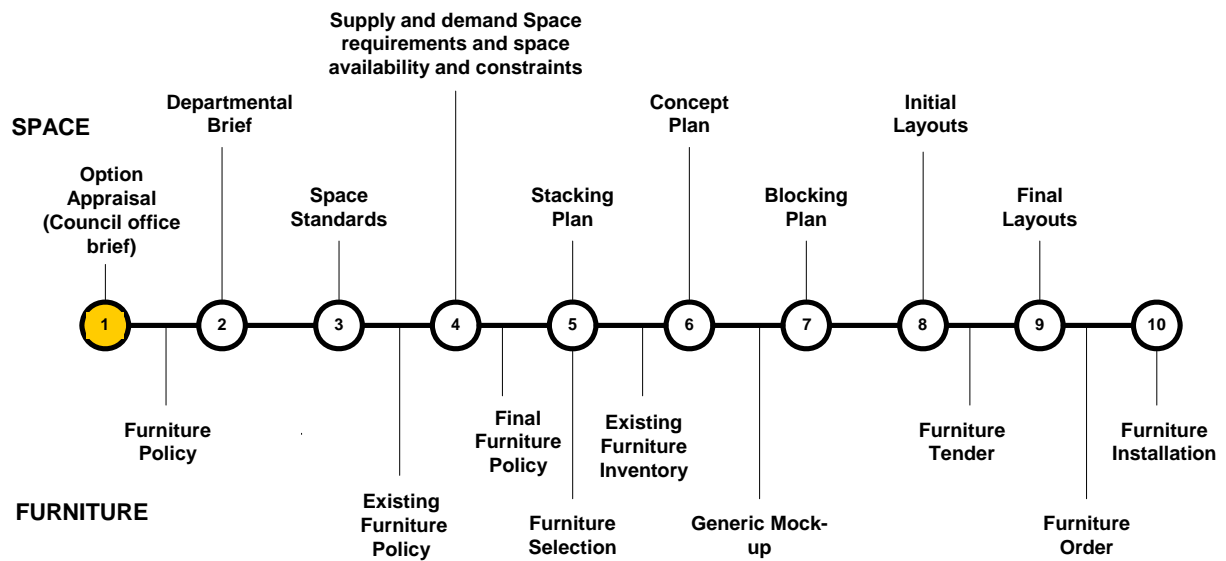 Supply and demand Space
requirements and space
availability and constraints
Departmental
Brief
Concept
Plan
Initial
Layouts
SPACE
Option
Appraisal
(Council office
brief)
Space
Standards
Stacking
Plan
Blocking
Plan
Final
Layouts
1
2
3
4
5
6
7
8
9
10
Furniture
Policy
Final
Furniture
Policy
Existing
Furniture
Inventory
Furniture
Tender
Furniture
Installation
FURNITURE
Existing
Furniture
Policy
Furniture
Selection
Generic Mock-
up
Furniture
Order